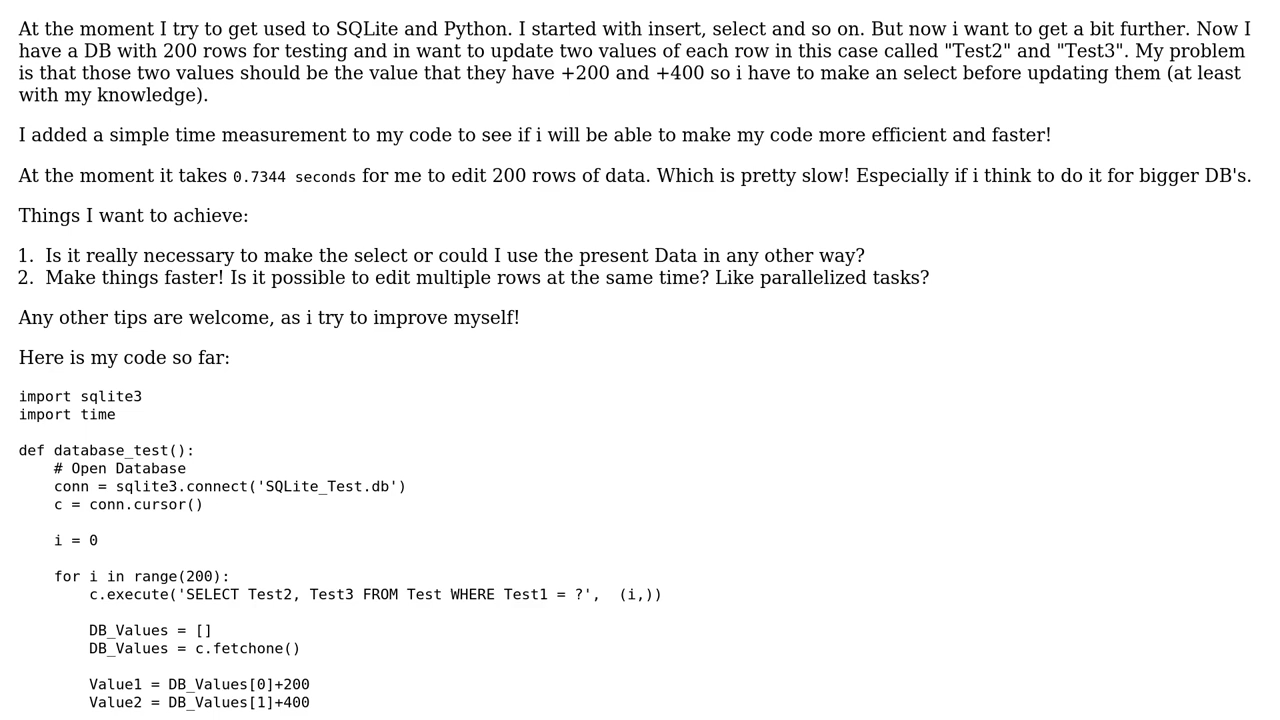 At the moment I try to get used to SQLite and Python. I started with insert, select and so on. But now i want to get a bit further. Now I
have a DB with 200 rows for testing and in want to update two values of each row in this case called "Test2" and "Test3". My problem
is that those two values should be the value that they have +200 and +400 so i have to make an select before updating them (at least
with my knowledge).
I added a simple time measurement to my code to see if i will be able to make my code more efficient and faster!
At the moment it takes 0.7344 seconds for me to edit 200 rows of data. Which is pretty slow! Especially if i think to do it for bigger DB's.
Things I want to achieve:
1. Is it really necessary to make the select or could I use the present Data in any other way?
2. Make things faster! Is it possible to edit multiple rows at the same time? Like parallelized tasks?
Any other tips are welcome, as i try to improve myself!
Here is my code so far:
import sqlite3
import time
def database_test():
    # Open Database
    conn = sqlite3.connect('SQLite_Test.db')
    c = conn.cursor()
    i = 0
    for i in range(200):
        c.execute('SELECT Test2, Test3 FROM Test WHERE Test1 = ?',  (i,))
        DB_Values = []
        DB_Values = c.fetchone()
        Value1 = DB_Values[0]+200
        Value2 = DB_Values[1]+400